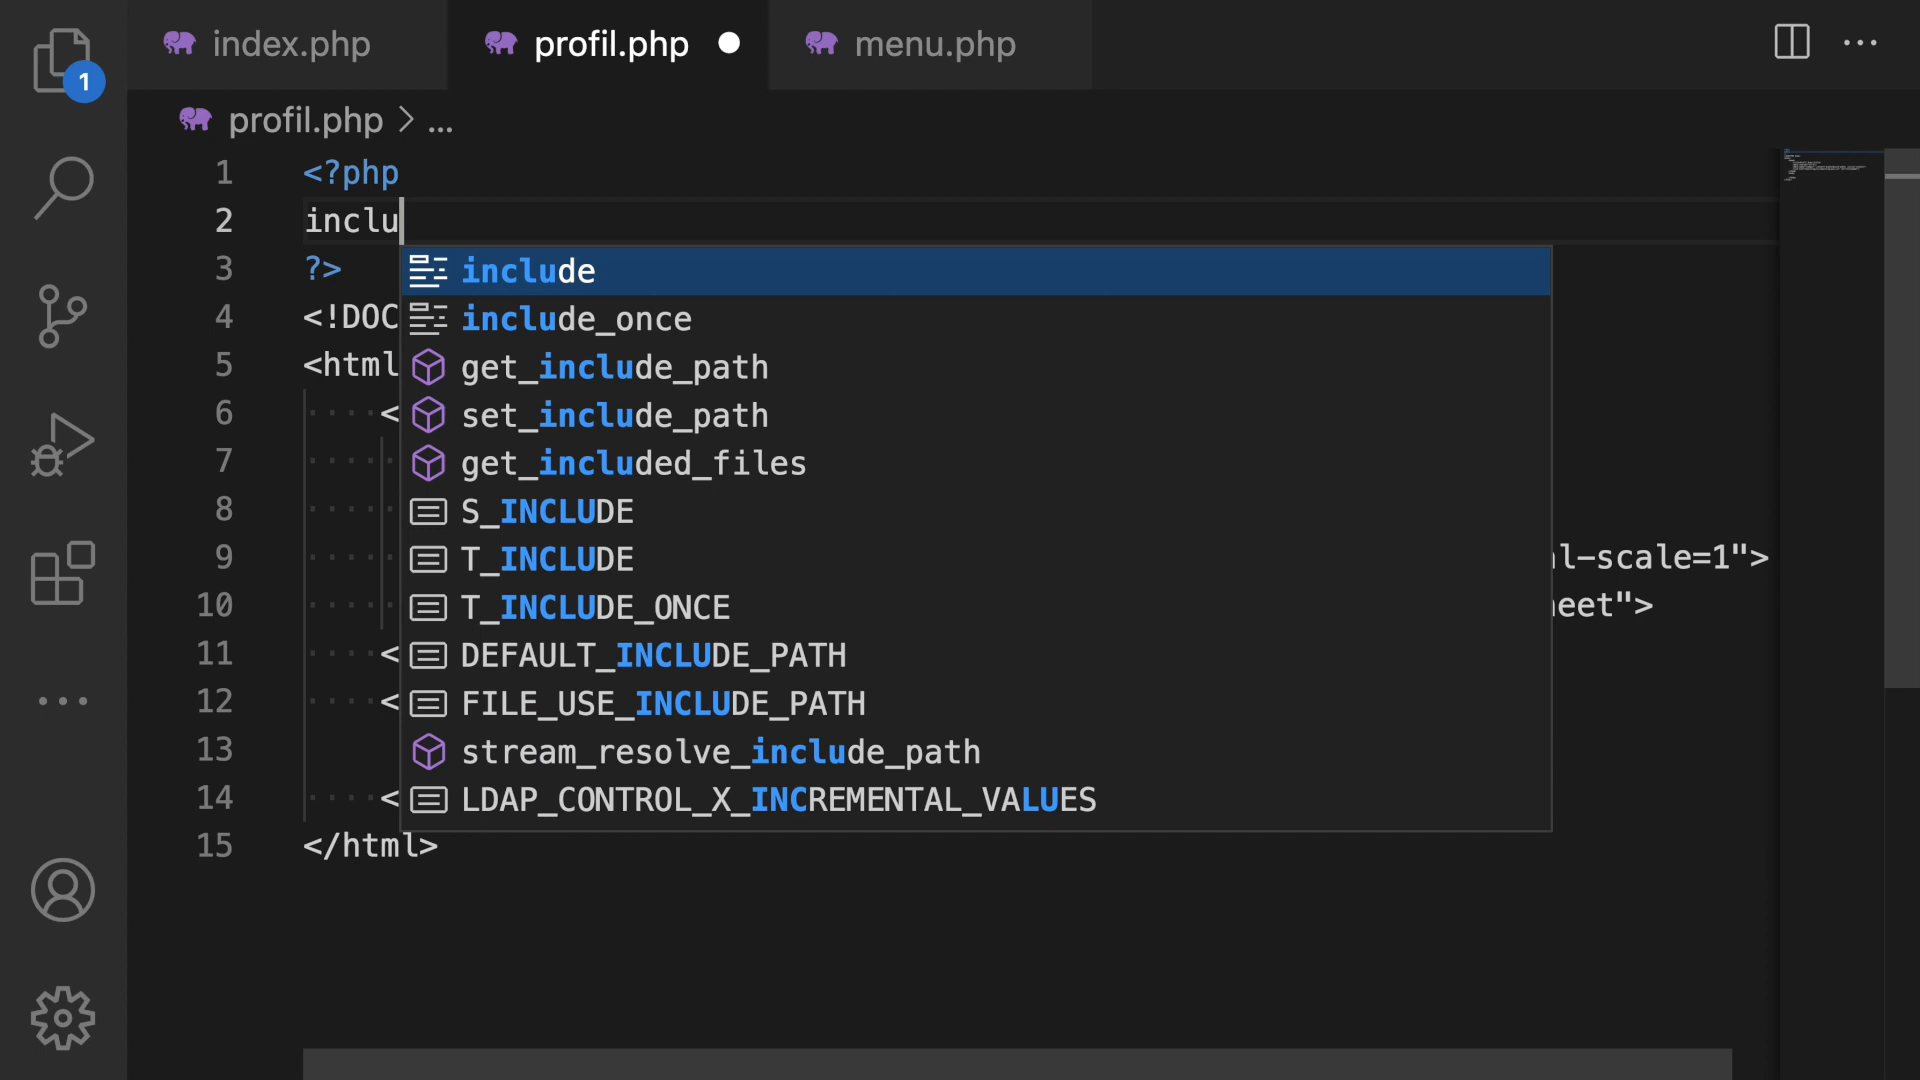 index.php profil.php menu.php
1
profil.php > ...
1 <?php
2 inclu
3 ?>
4 <!DOC
5 <html
6 <
7
8
9 l-scale=1">
10 eet">
11 <
12 <
13
14 <
15 </html>
include
include_once
get_include_path
set_include_path
get_included_files
S_INCLUDE
T_INCLUDE
T_INCLUDE_ONCE
DEFAULT_INCLUDE_PATH
FILE_USE_INCLUDE_PATH
stream_resolve_include_path
LDAP_CONTROL_X_INCREMENTAL_VALUES